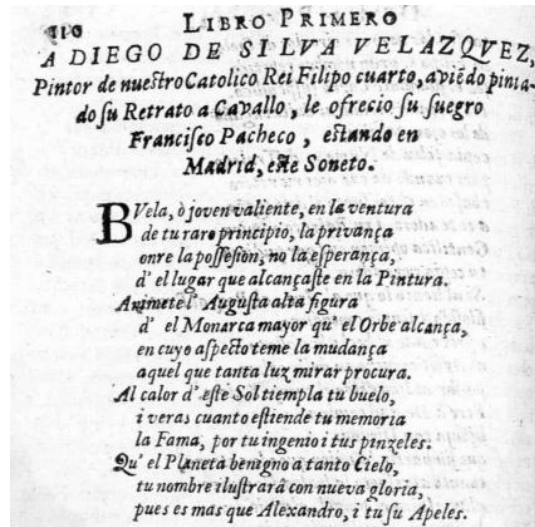 110 LIBRO PRIMERO
A DIEGO DE SILVA VELAZQVEZ,
Pintor de nueſtro Catolico Rei Filipo cuarto, aviẽdo pinta-
do ſu Retrato a Cavallo, le ofrecio ſu ſuegro
Franciſco Pacheco, eſtando en
Madrid, eſte Soneto.
BVela, ò joven valiente, en la ventura
de tu raro principio, la privança
onre la poſſeſion, no la eſperança,
d' el lugar que alcançaſte en la Pintura.
Animete l' Auguſta alta figura
d' el Monarca mayor qu' el Orbe alcança,
en cuyo aſpecto teme la mudança
aquel que tanta luz mirar procura.
Al calor d' eſte Sol tiempla tu buelo,
i veras cuanto eſtiende tu memoria
la Fama, por tu ingenio i tus pinzeles.
Qu' el Planeta benigno a tanto Cielo,
tu nombre iluſtrarà con nueva gloria,
pues es mas que Alexandro, i tu ſu Apeles.